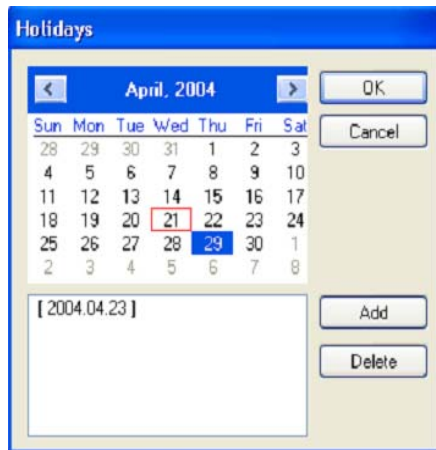 Holidays
April, 2004
OK
Sun Mon Tue Wed Thu Fri Sat
Cancel
28 29 30 31 1 2 3
4 5 6 7 8 9 10
11 12 13 14 15 16 17
18 19 20 21 22 23 24
25 26 27 28 29 30 1
2 3 4 5 6 7 8
[ 2004.04.23 ]
Add
Delete